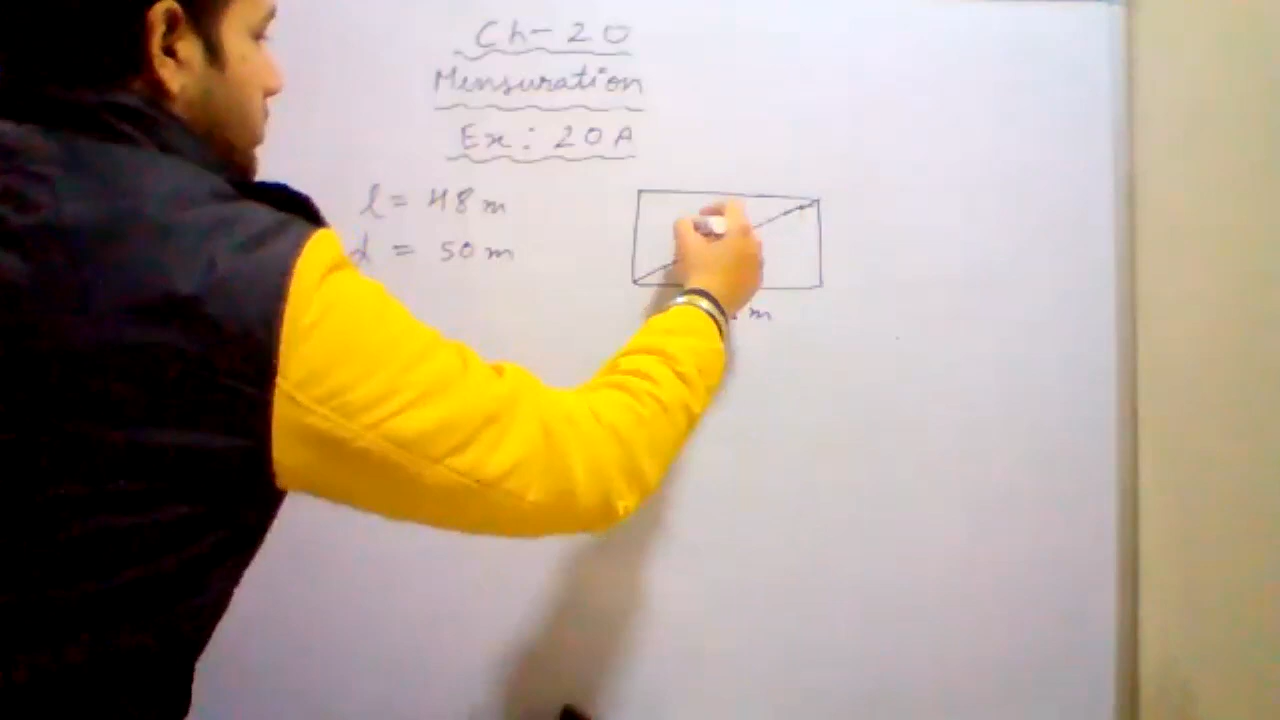 Ch-20
Mensuration
Ex: 20A
l = 48 m
d = 50 m
m